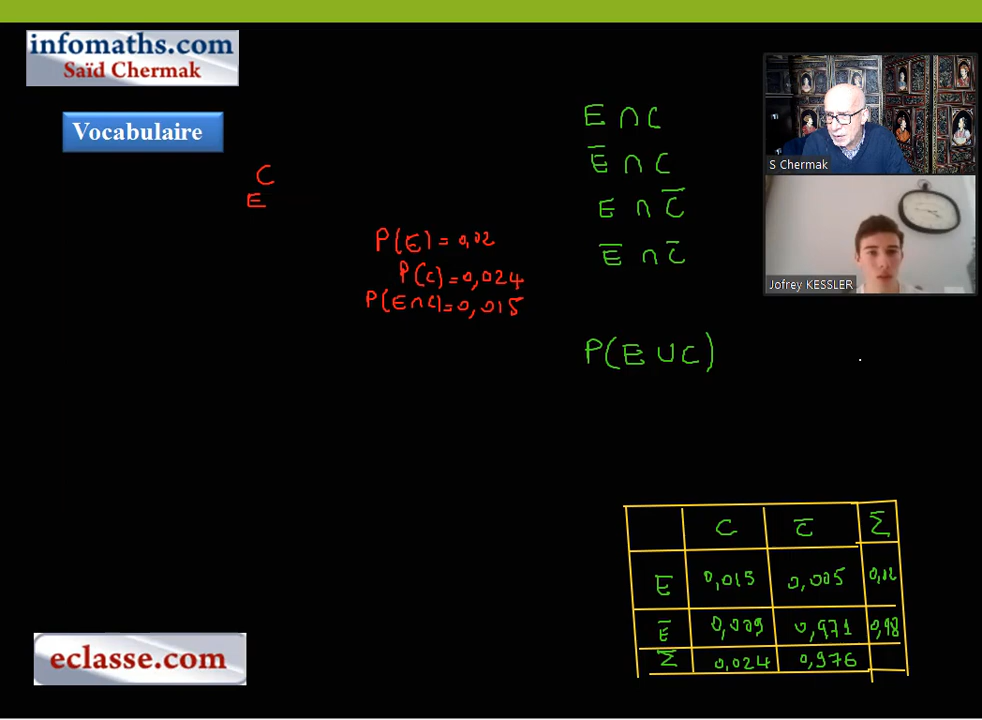 infomaths.com
Saïd Chermak
Vocabulaire
C
E
P(E) = 0,02
P(C) = 0,024
P(E ∩ C) = 0,015
E ∩ C
E̅ ∩ C
E ∩ C̅
E̅ ∩ C̅
P(E ∪ C)
S Chermak
Jofrey KESSLER
C C̅ Σ
E 0,015 0,005 0,02
E̅ 0,009 0,971 0,98
Σ 0,024 0,976
eclasse.com